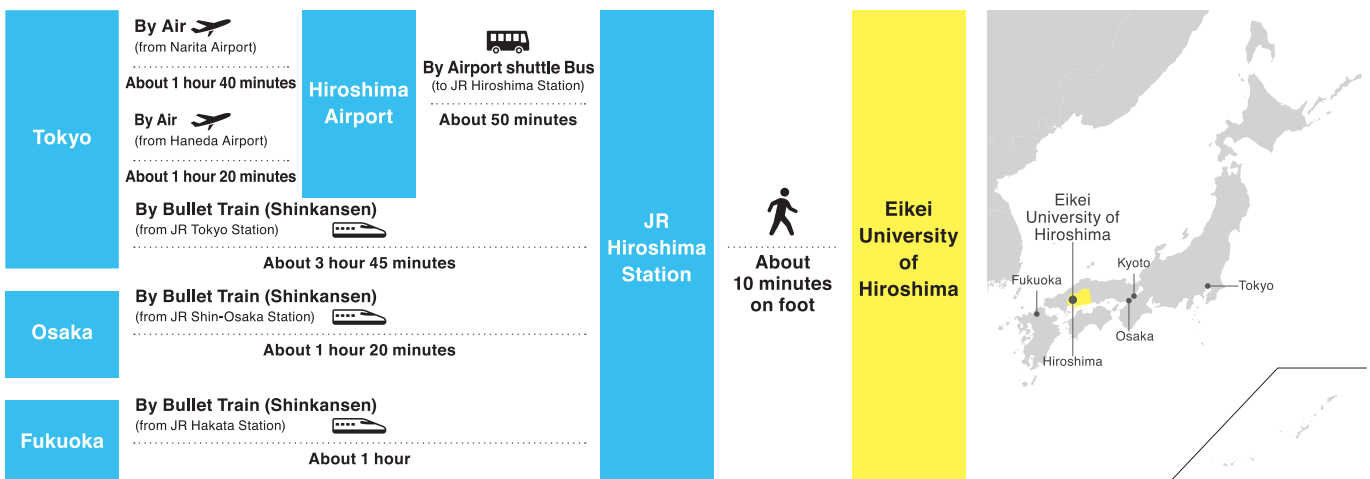 Tokyo
By Air
(from Narita Airport)
About 1 hour 40 minutes
By Air
(from Haneda Airport)
About 1 hour 20 minutes
Hiroshima
Airport
By Airport shuttle Bus
(to JR Hiroshima Station)
About 50 minutes
By Bullet Train (Shinkansen)
(from JR Tokyo Station)
About 3 hour 45 minutes
Osaka
By Bullet Train (Shinkansen)
(from JR Shin-Osaka Station)
About 1 hour 20 minutes
Fukuoka
By Bullet Train (Shinkansen)
(from JR Hakata Station)
About 1 hour
JR
Hiroshima
Station
About
10 minutes
on foot
Eikei
University
of
Hiroshima
Eikei
University of
Hiroshima
Fukuoka
Kyoto
Tokyo
Osaka
Hiroshima